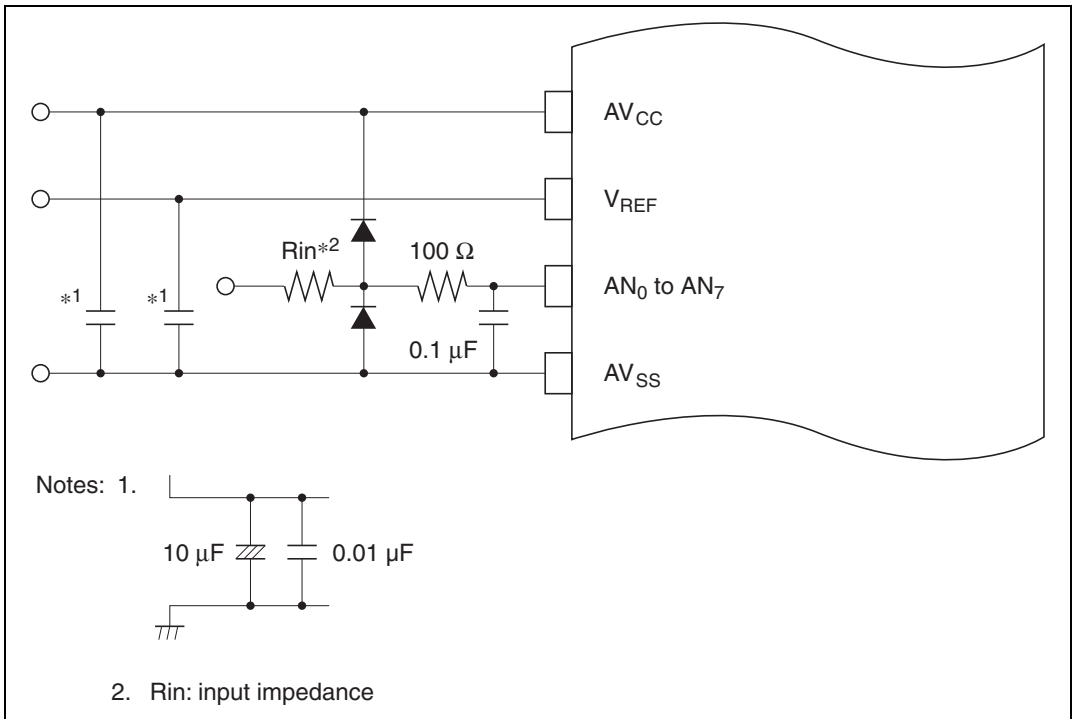 AVCC
VREF
Rin*2 100 Ω
AN0 to AN7
*1 *1
0.1 μF
AVSS
Notes: 1.
10 μF 0.01 µF
2. Rin: input impedance